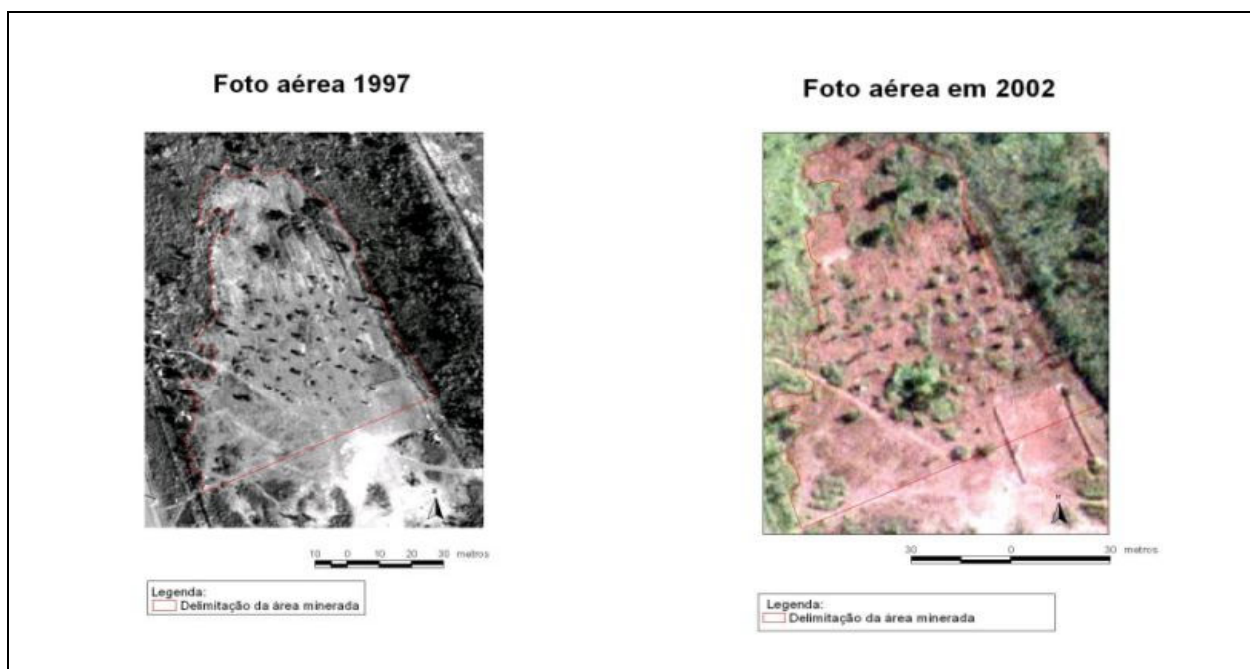 Foto aérea 1997
Foto aérea em 2002
10 0 10 20 30 metros
30 0 30 metros
Legenda:
Delimitação da área minerada
Legenda:
Delimitação da área minerada